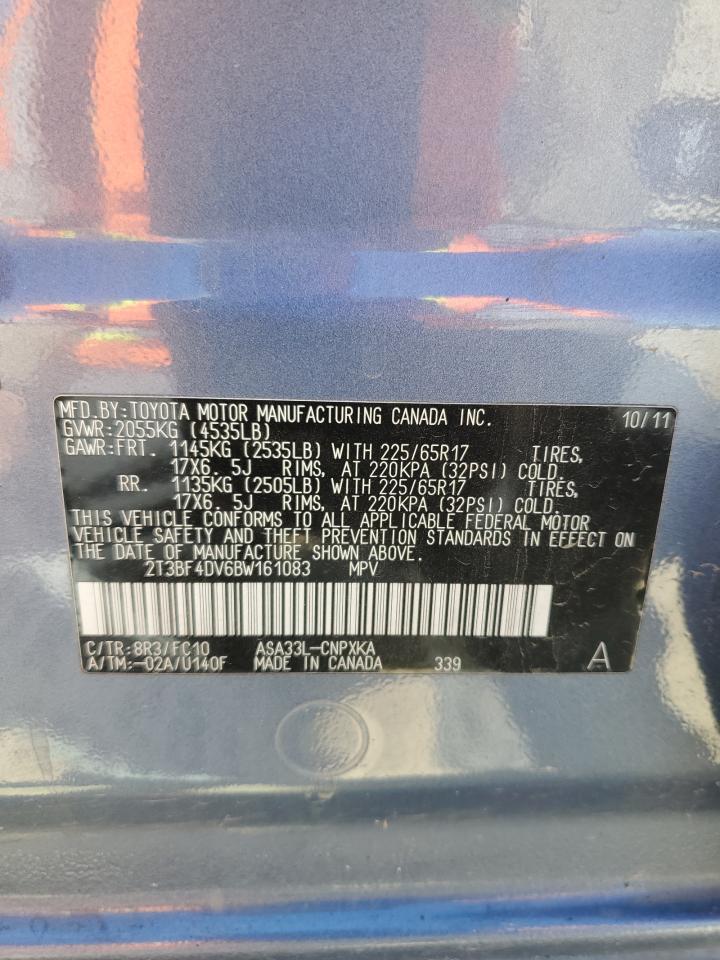 MFD.BY:TOYOTA MOTOR MANUFACTURING CANADA INC. 10/11
GVWR:2055KG (4535LB)
GAWR:FRT. 1145KG (2535LB) WITH 225/65R17 TIRES,
17X6. 5J RIMS, AT 220KPA (32PSI) COLD.
RR. 1135KG (2505LB) WITH 225/65R17 TIRES,
17X6. 5J RIMS, AT 220KPA (32PSI) COLD.
THIS VEHICLE CONFORMS TO ALL APPLICABLE FEDERAL MOTOR
VEHICLE SAFETY AND THEFT PREVENTION STANDARDS IN EFFECT ON
THE DATE OF MANUFACTURE SHOWN ABOVE.
2T3BF4DV6BW161083 MPV
C/TR:8R3/FC10 ASA33L-CNPXKA
A/TM:-02A/U140F MADE IN CANADA 339 A